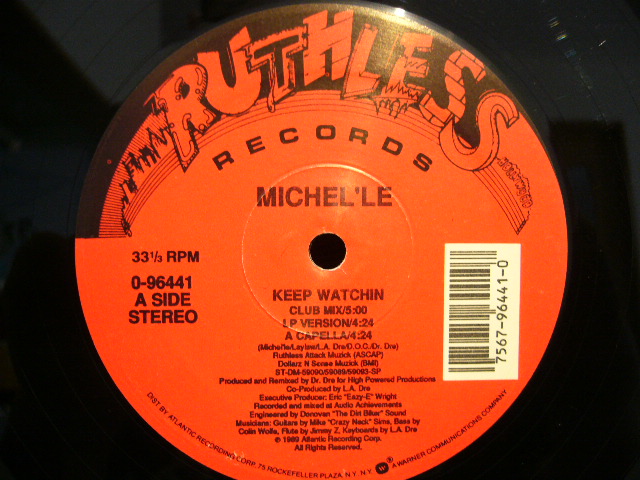 RUTHLESS
RECORDS
MICHEL'LE
33 1/3 RPM
0-96441
A SIDE
STEREO
7567-96441-0
KEEP WATCHIN
CLUB MIX/5:00
LP VERSION/4:24
A CAPELLA/4:24
(Michel'le/Laylaw/L.A. Dre/D.O.C./Dr. Dre)
Ruthless Attack Muzick (ASCAP)
Dollarz N Sense Muzick (BMI)
ST-DM-59090/59089/59093-SP
Produced and Remixed by Dr. Dre for High Powered Productions
Co-Produced by L.A. Dre
Executive Producer: Eric "Eazy-E" Wright
Recorded and mixed at Audio Achievements
Engineered by Donovan "The Dirt Biker" Sound
Musicians: Guitars by Mike "Crazy Neck" Sims, Bass by
Colin Wolfe, Flute by Jimmy Z, Keyboards by L.A. Dre
© 1989 Atlantic Recording Corp.
All Rights Reserved.
DIST BY ATLANTIC RECORDING CORP., 75 ROCKEFELLER PLAZA, N.Y. N.Y. W ® A WARNER COMMUNICATIONS COMPANY